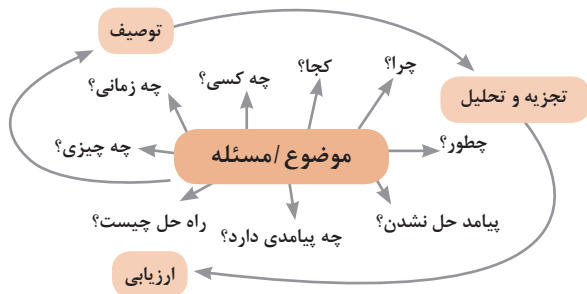 توصیف
چرا؟
کجا؟
چه کسی؟
چه زمانی؟
تجزیه و تحلیل
چطور؟
موضوع /مسئله
چه چیزی؟
پیامد حل نشدن؟
چه پیامدی دارد؟
راه حل چیست؟
ارزیابی